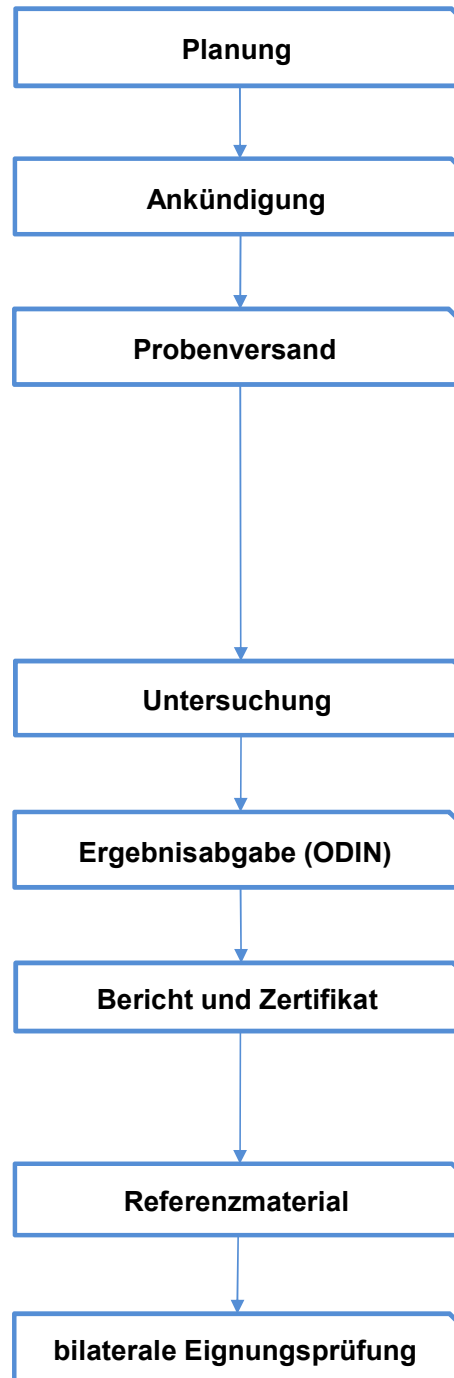 Planung
Ankündigung
Probenversand
Untersuchung
Ergebnisabgabe (ODIN)
Bericht und Zertifikat
Referenzmaterial
bilaterale Eignungsprüfung